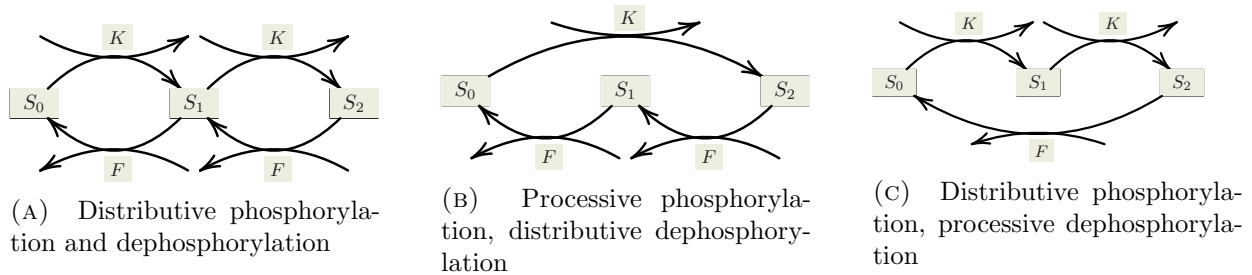 K K
S0 S1 S2
F F
(A) Distributive phosphoryla-
tion and dephosphorylation
K
S0 S1 S2
F F
(B) Processive phosphoryla-
tion, distributive dephosphory-
lation
K K
S0 S1 S2
F
(C) Distributive phosphoryla-
tion, processive dephosphoryla-
tion